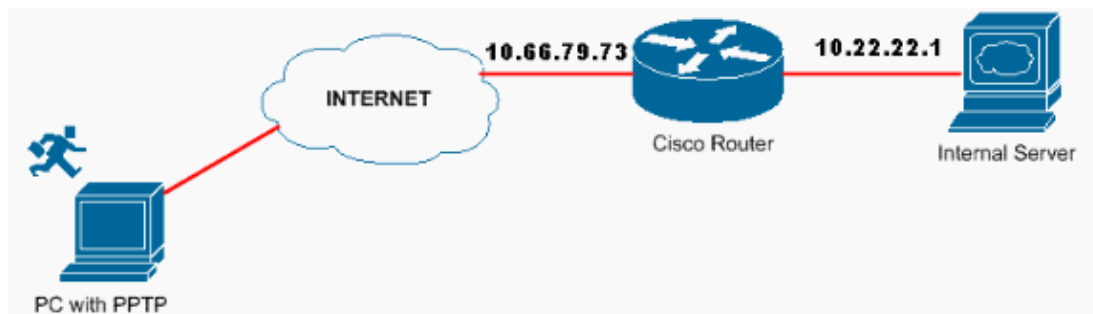 10.66.79.73
10.22.22.1
INTERNET
Cisco Router
Internal Server
PC with PPTP